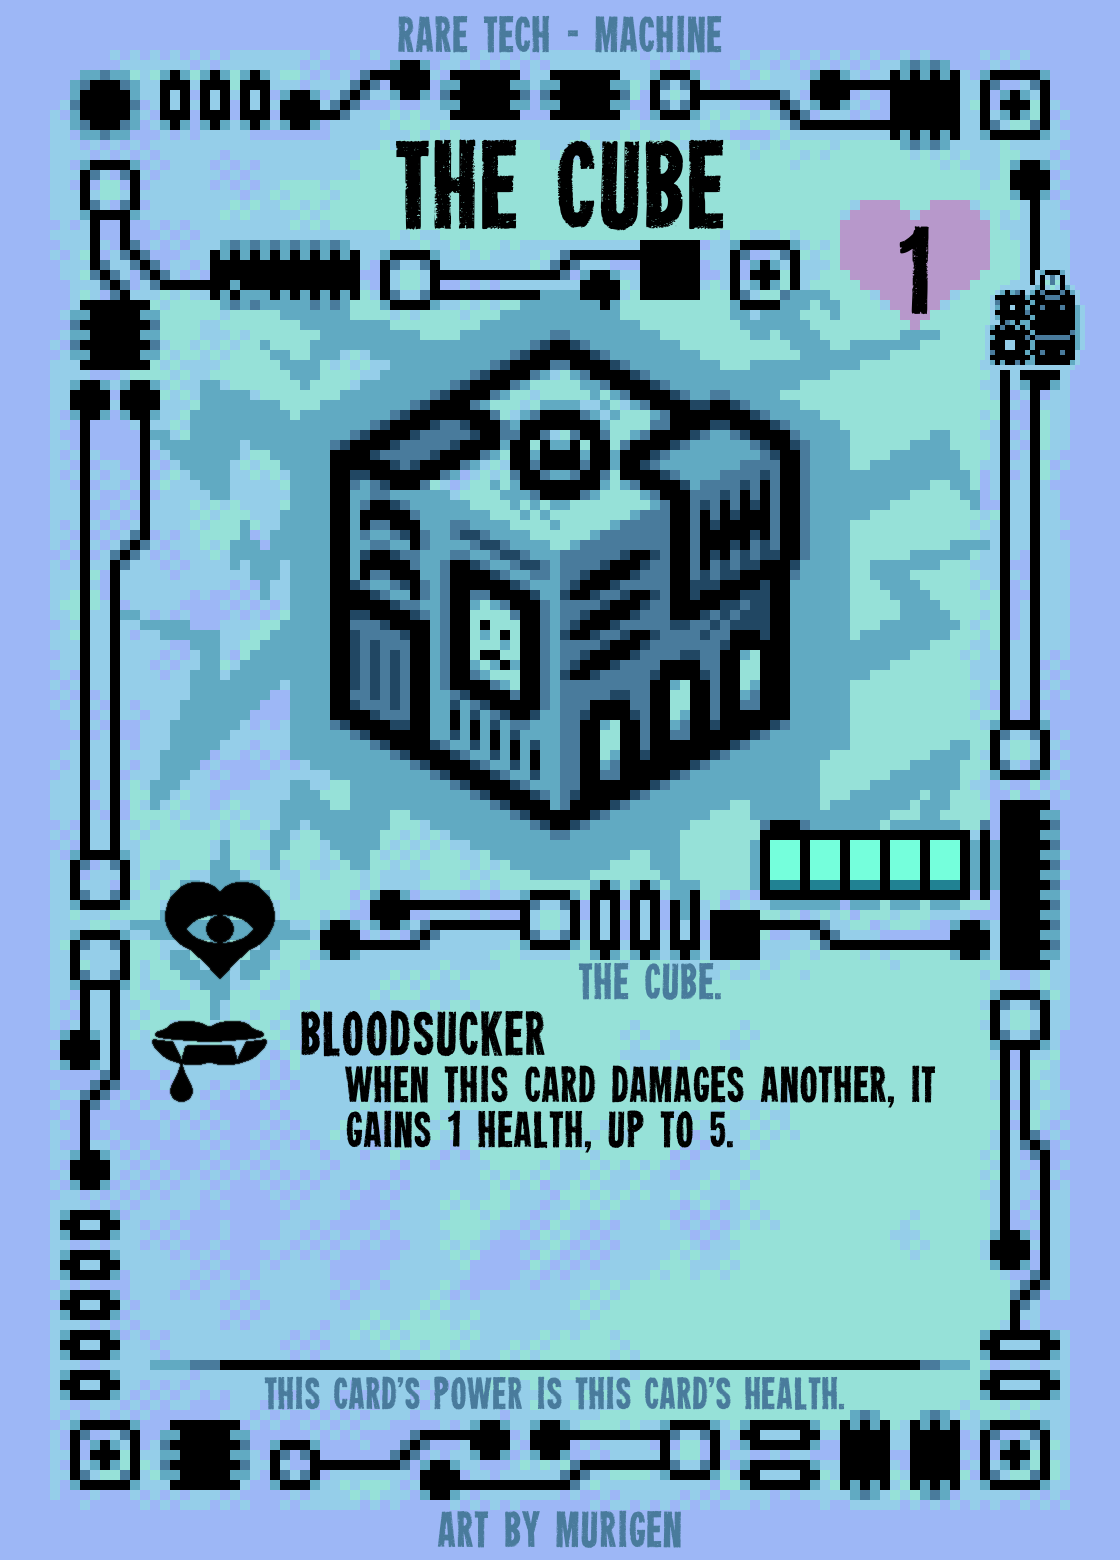 RARE TECH - MACHINE
THE CUBE
1
THE CUBE.
BLOODSUCKER
WHEN THIS CARD DAMAGES ANOTHER, IT
GAINS 1 HEALTH, UP TO 5.
THIS CARD'S POWER IS THIS CARD'S HEALTH.
ART BY MURIGEN